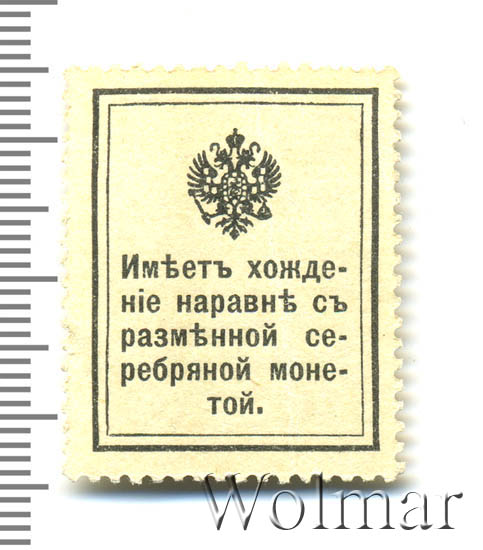 Имѣетъ хожде-
ніе наравнѣ съ
размѣнной се-
ребряной моне-
той.
Wolmar